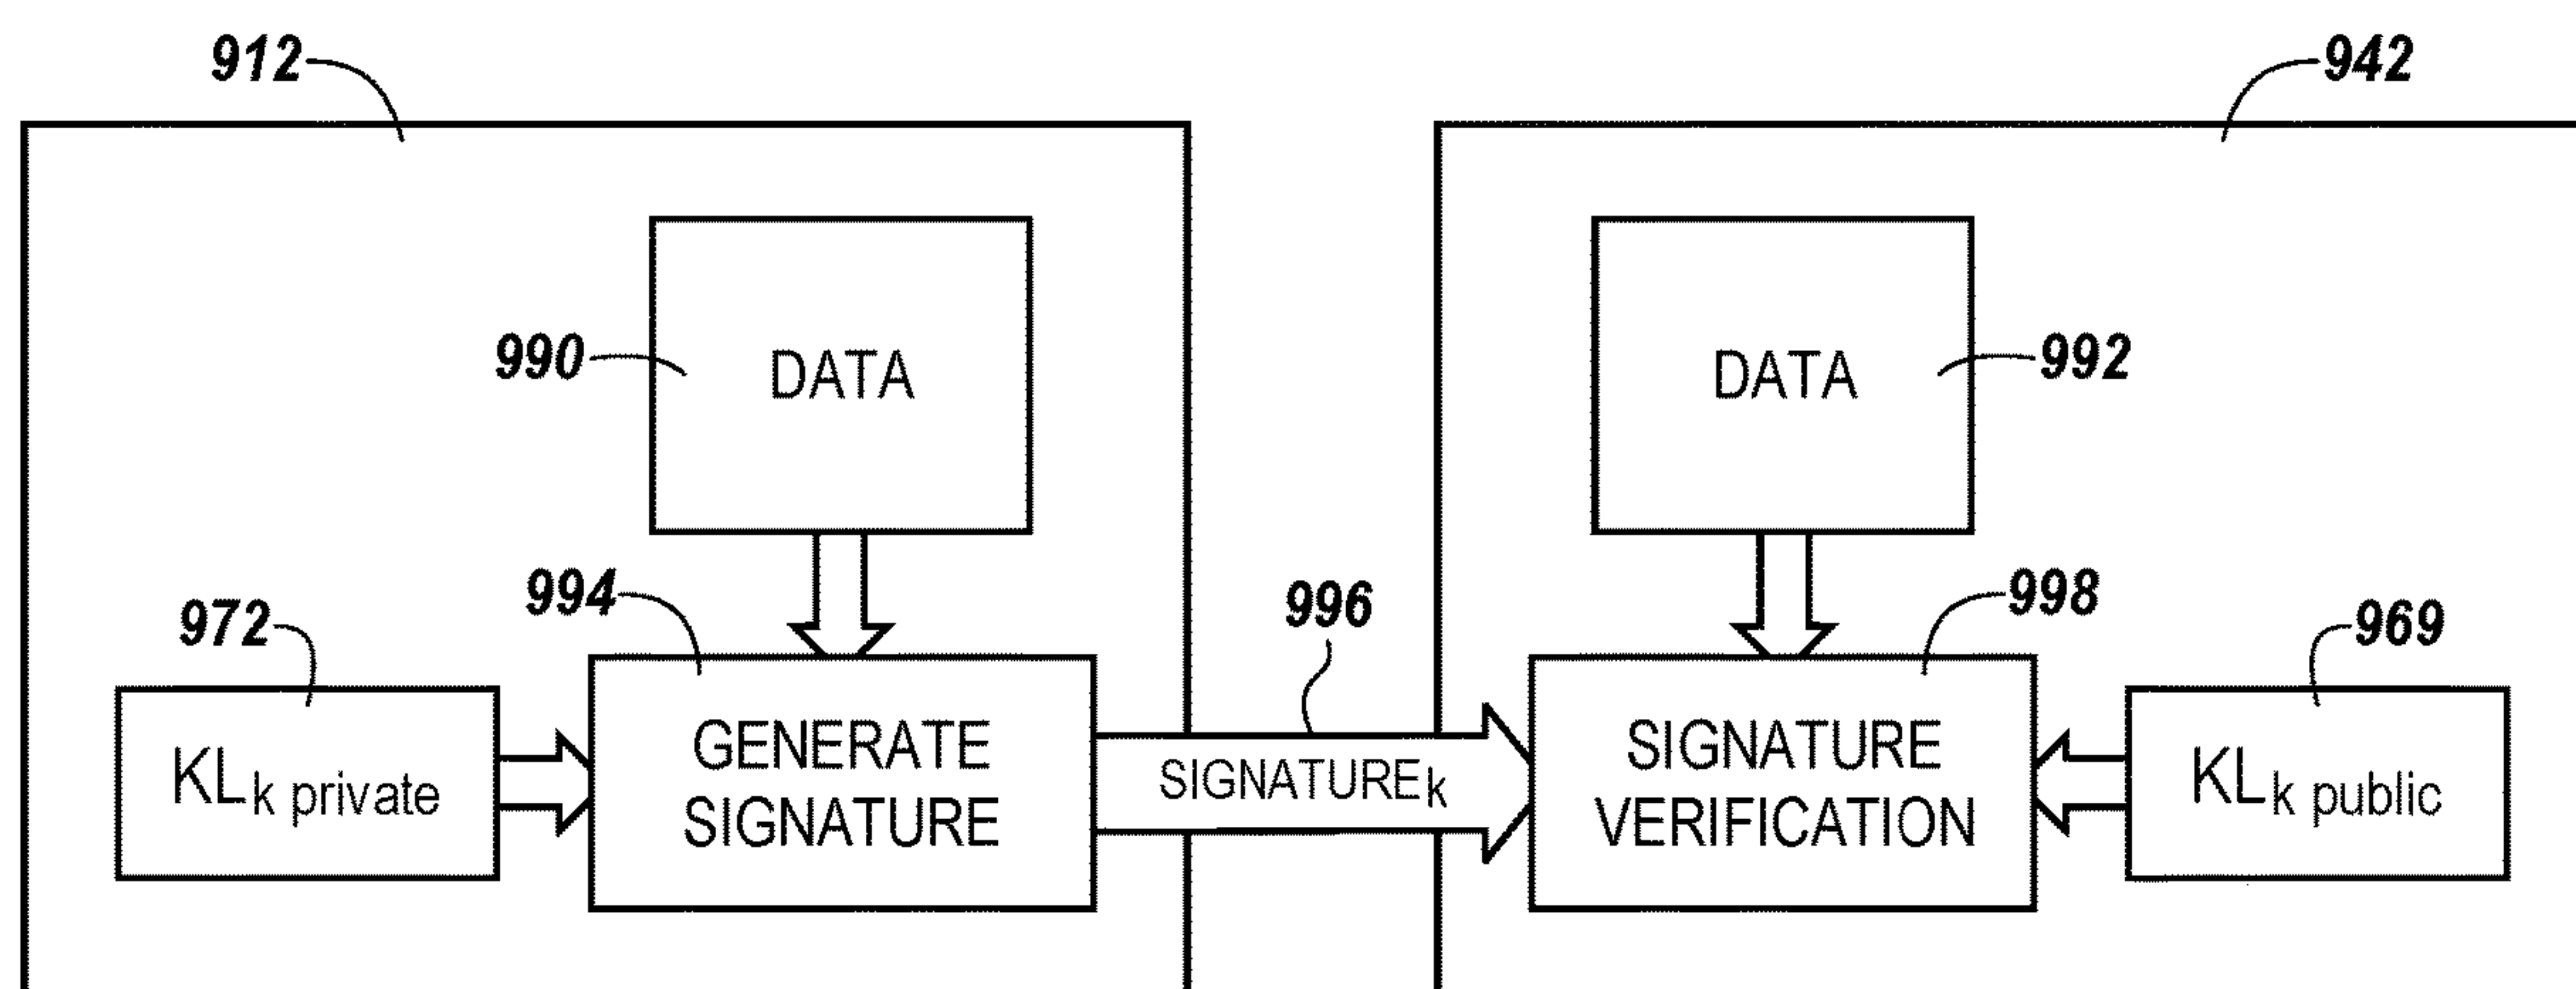 912
942
DATA
990
DATA
992
994
996
998
972
969
KLk private
GENERATE
SIGNATURE
SIGNATUREk
SIGNATURE
VERIFICATION
KLk public